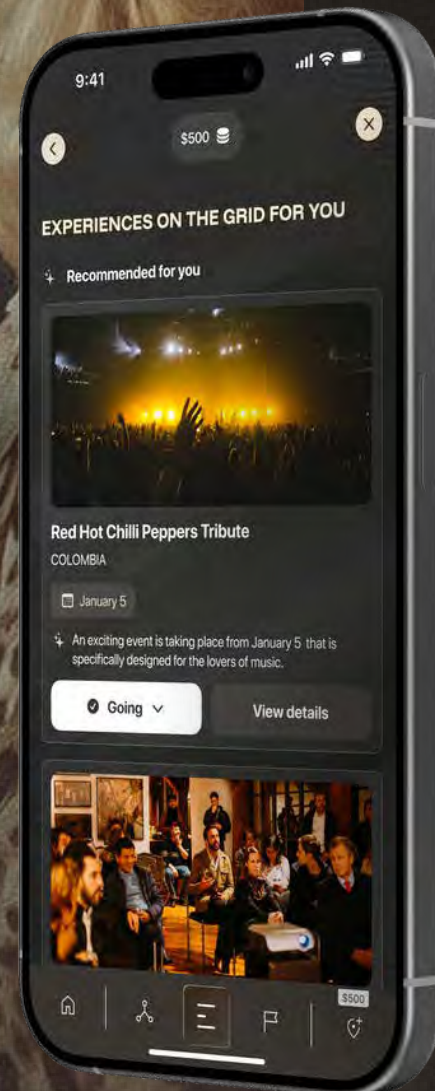 9:41
$500
EXPERIENCES ON THE GRID FOR YOU
Recommended for you
Red Hot Chilli Peppers Tribute
COLOMBIA
January 5
An exciting event is taking place from January 5 that is
specifically designed for the lovers of music.
Going
View details
$500